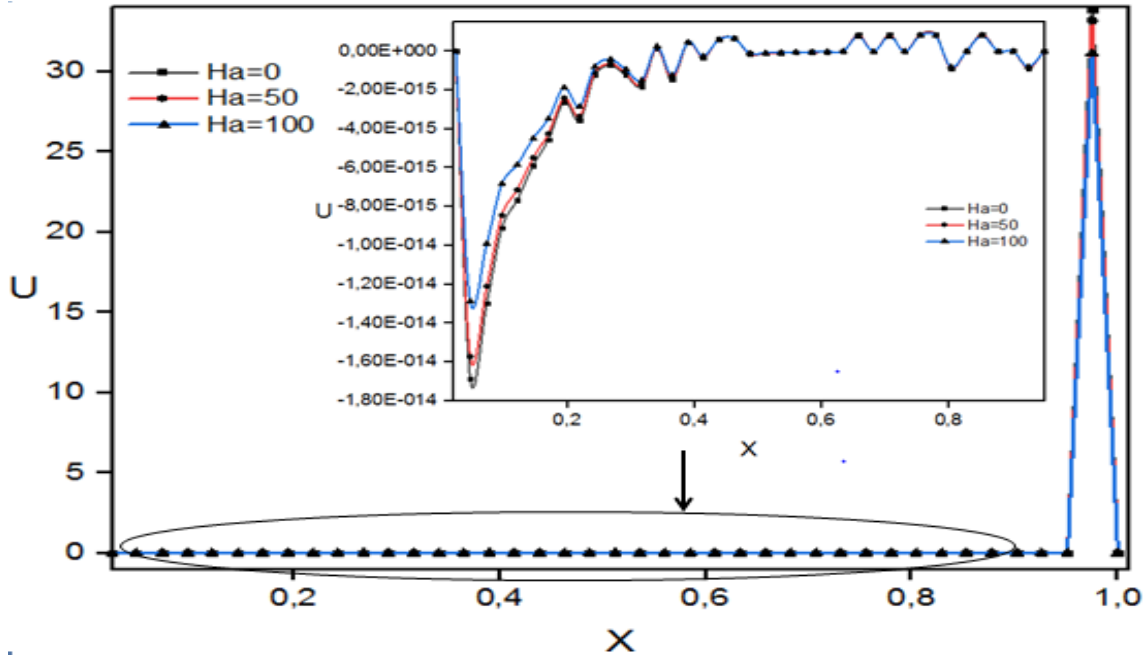 Ha=0
Ha=50
Ha=100
U
30
25
20
15
10
5
0
0,2
0,4
0,6
0,8
1,0
X
0,00E+000
-2,00E-015
-4,00E-015
-6,00E-015
-8,00E-015
-1,00E-014
-1,20E-014
-1,40E-014
-1,60E-014
-1,80E-014
U
Ha=0
Ha=50
Ha=100
0,2
0,4
0,6
0,8
X